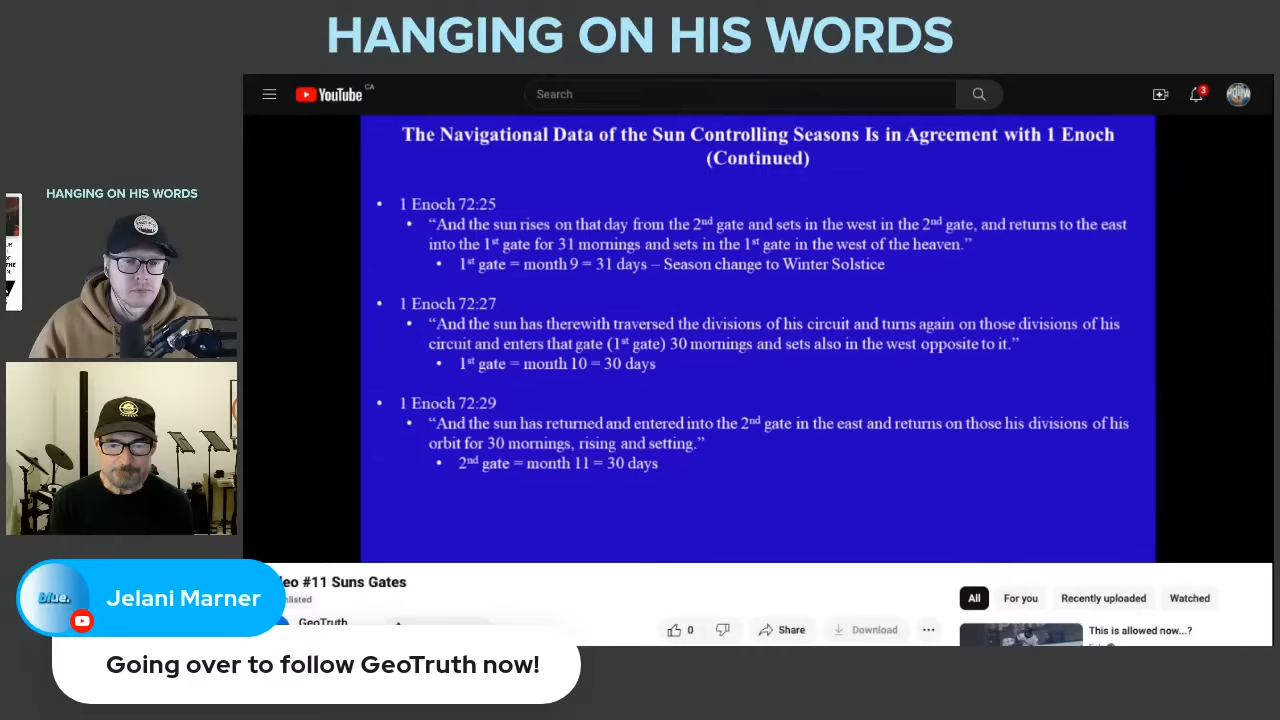 HANGING ON HIS WORDS
YouTube CA
Search
3
The Navigational Data of the Sun Controlling Seasons Is in Agreement with 1 Enoch
(Continued)
• 1 Enoch 72:25
• “And the sun rises on that day from the 2nd gate and sets in the west in the 2nd gate, and returns to the east
into the 1st gate for 31 mornings and sets in the 1st gate in the west of the heaven.”
• 1st gate = month 9 = 31 days – Season change to Winter Solstice
• 1 Enoch 72:27
• “And the sun has therewith traversed the divisions of his circuit and turns again on those divisions of his
circuit and enters that gate (1st gate) 30 mornings and sets also in the west opposite to it.”
• 1st gate = month 10 = 30 days
• 1 Enoch 72:29
• “And the sun has returned and entered into the 2nd gate in the east and returns on those his divisions of his
orbit for 30 mornings, rising and setting.”
• 2nd gate = month 11 = 30 days
HANGING ON HIS WORDS
eo #11 Suns Gates
nlisted
GeoTruth
0
Share
Download
All
For you
Recently uploaded
Watched
This is allowed now...?
blue.
Jelani Marner
Going over to follow GeoTruth now!